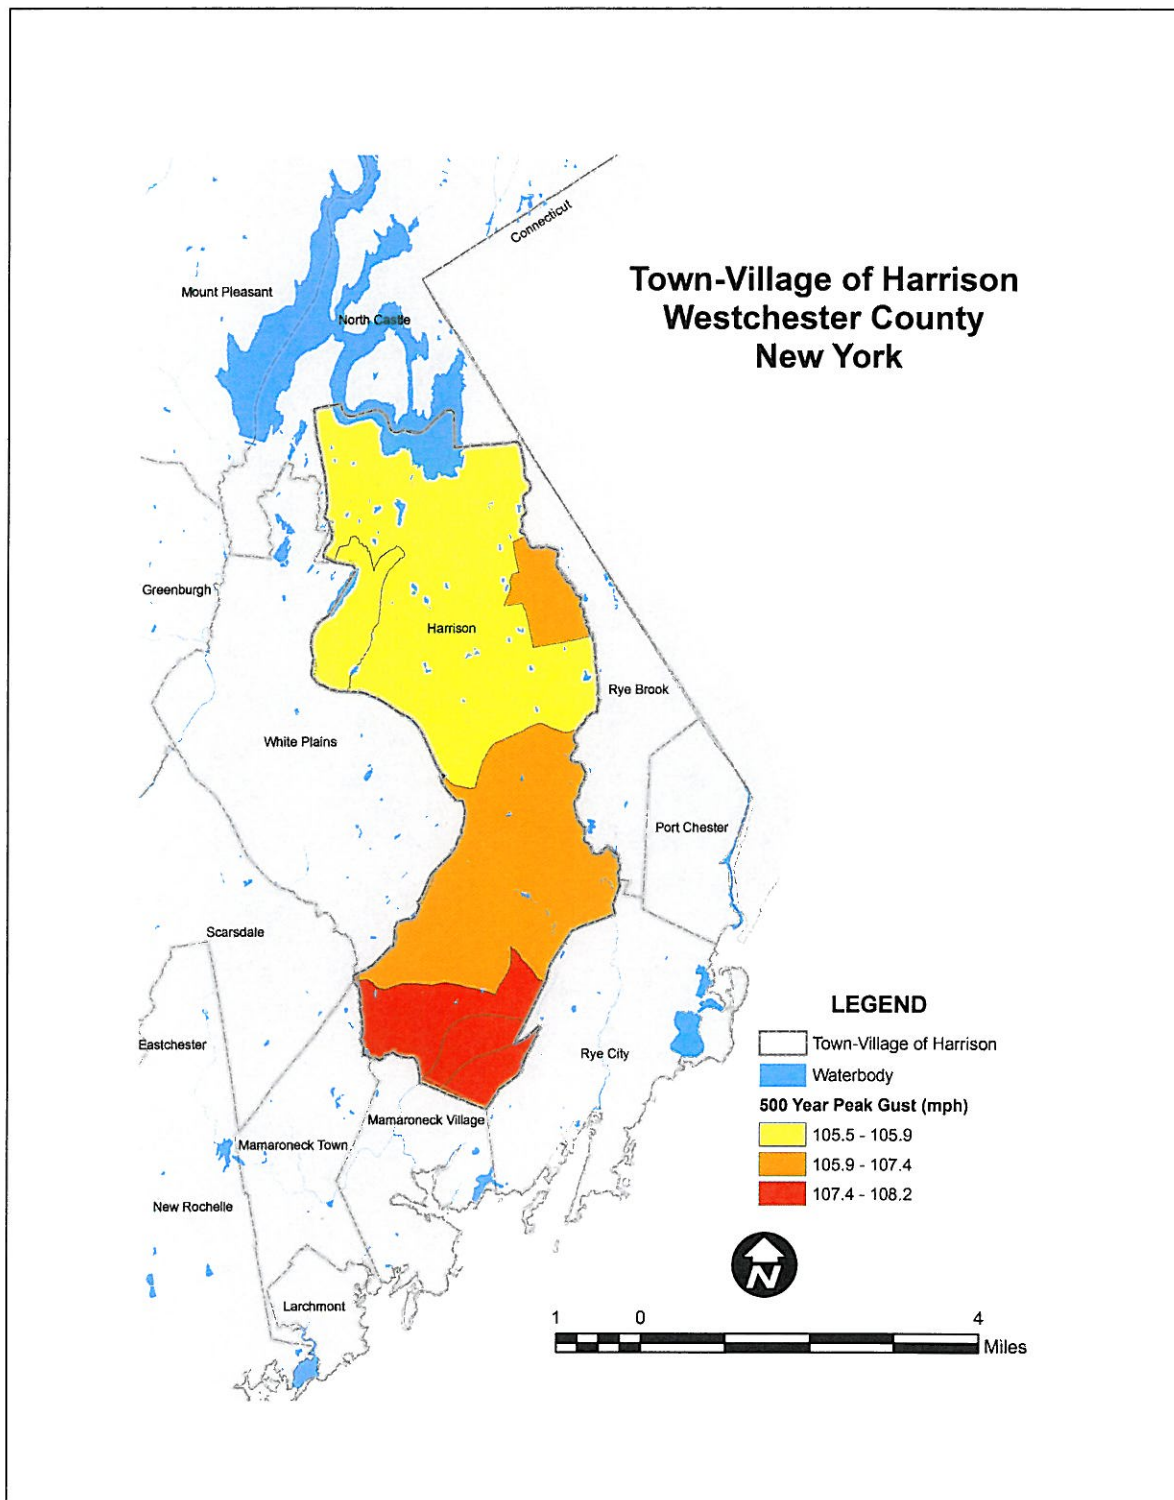 Connecticut
Town-Village of Harrison
Westchester County
New York
Mount Pleasant
North Castle
Greenburgh
Harrison
Rye Brook
White Plains
Port Chester
Scarsdale
Eastchester
Rye City
Mamaroneck Village
Mamaroneck Town
New Rochelle
Larchmont
LEGEND
Town-Village of Harrison
Waterbody
500 Year Peak Gust (mph)
105.5 - 105.9
105.9 - 107.4
107.4 - 108.2
N
1 0 4
Miles